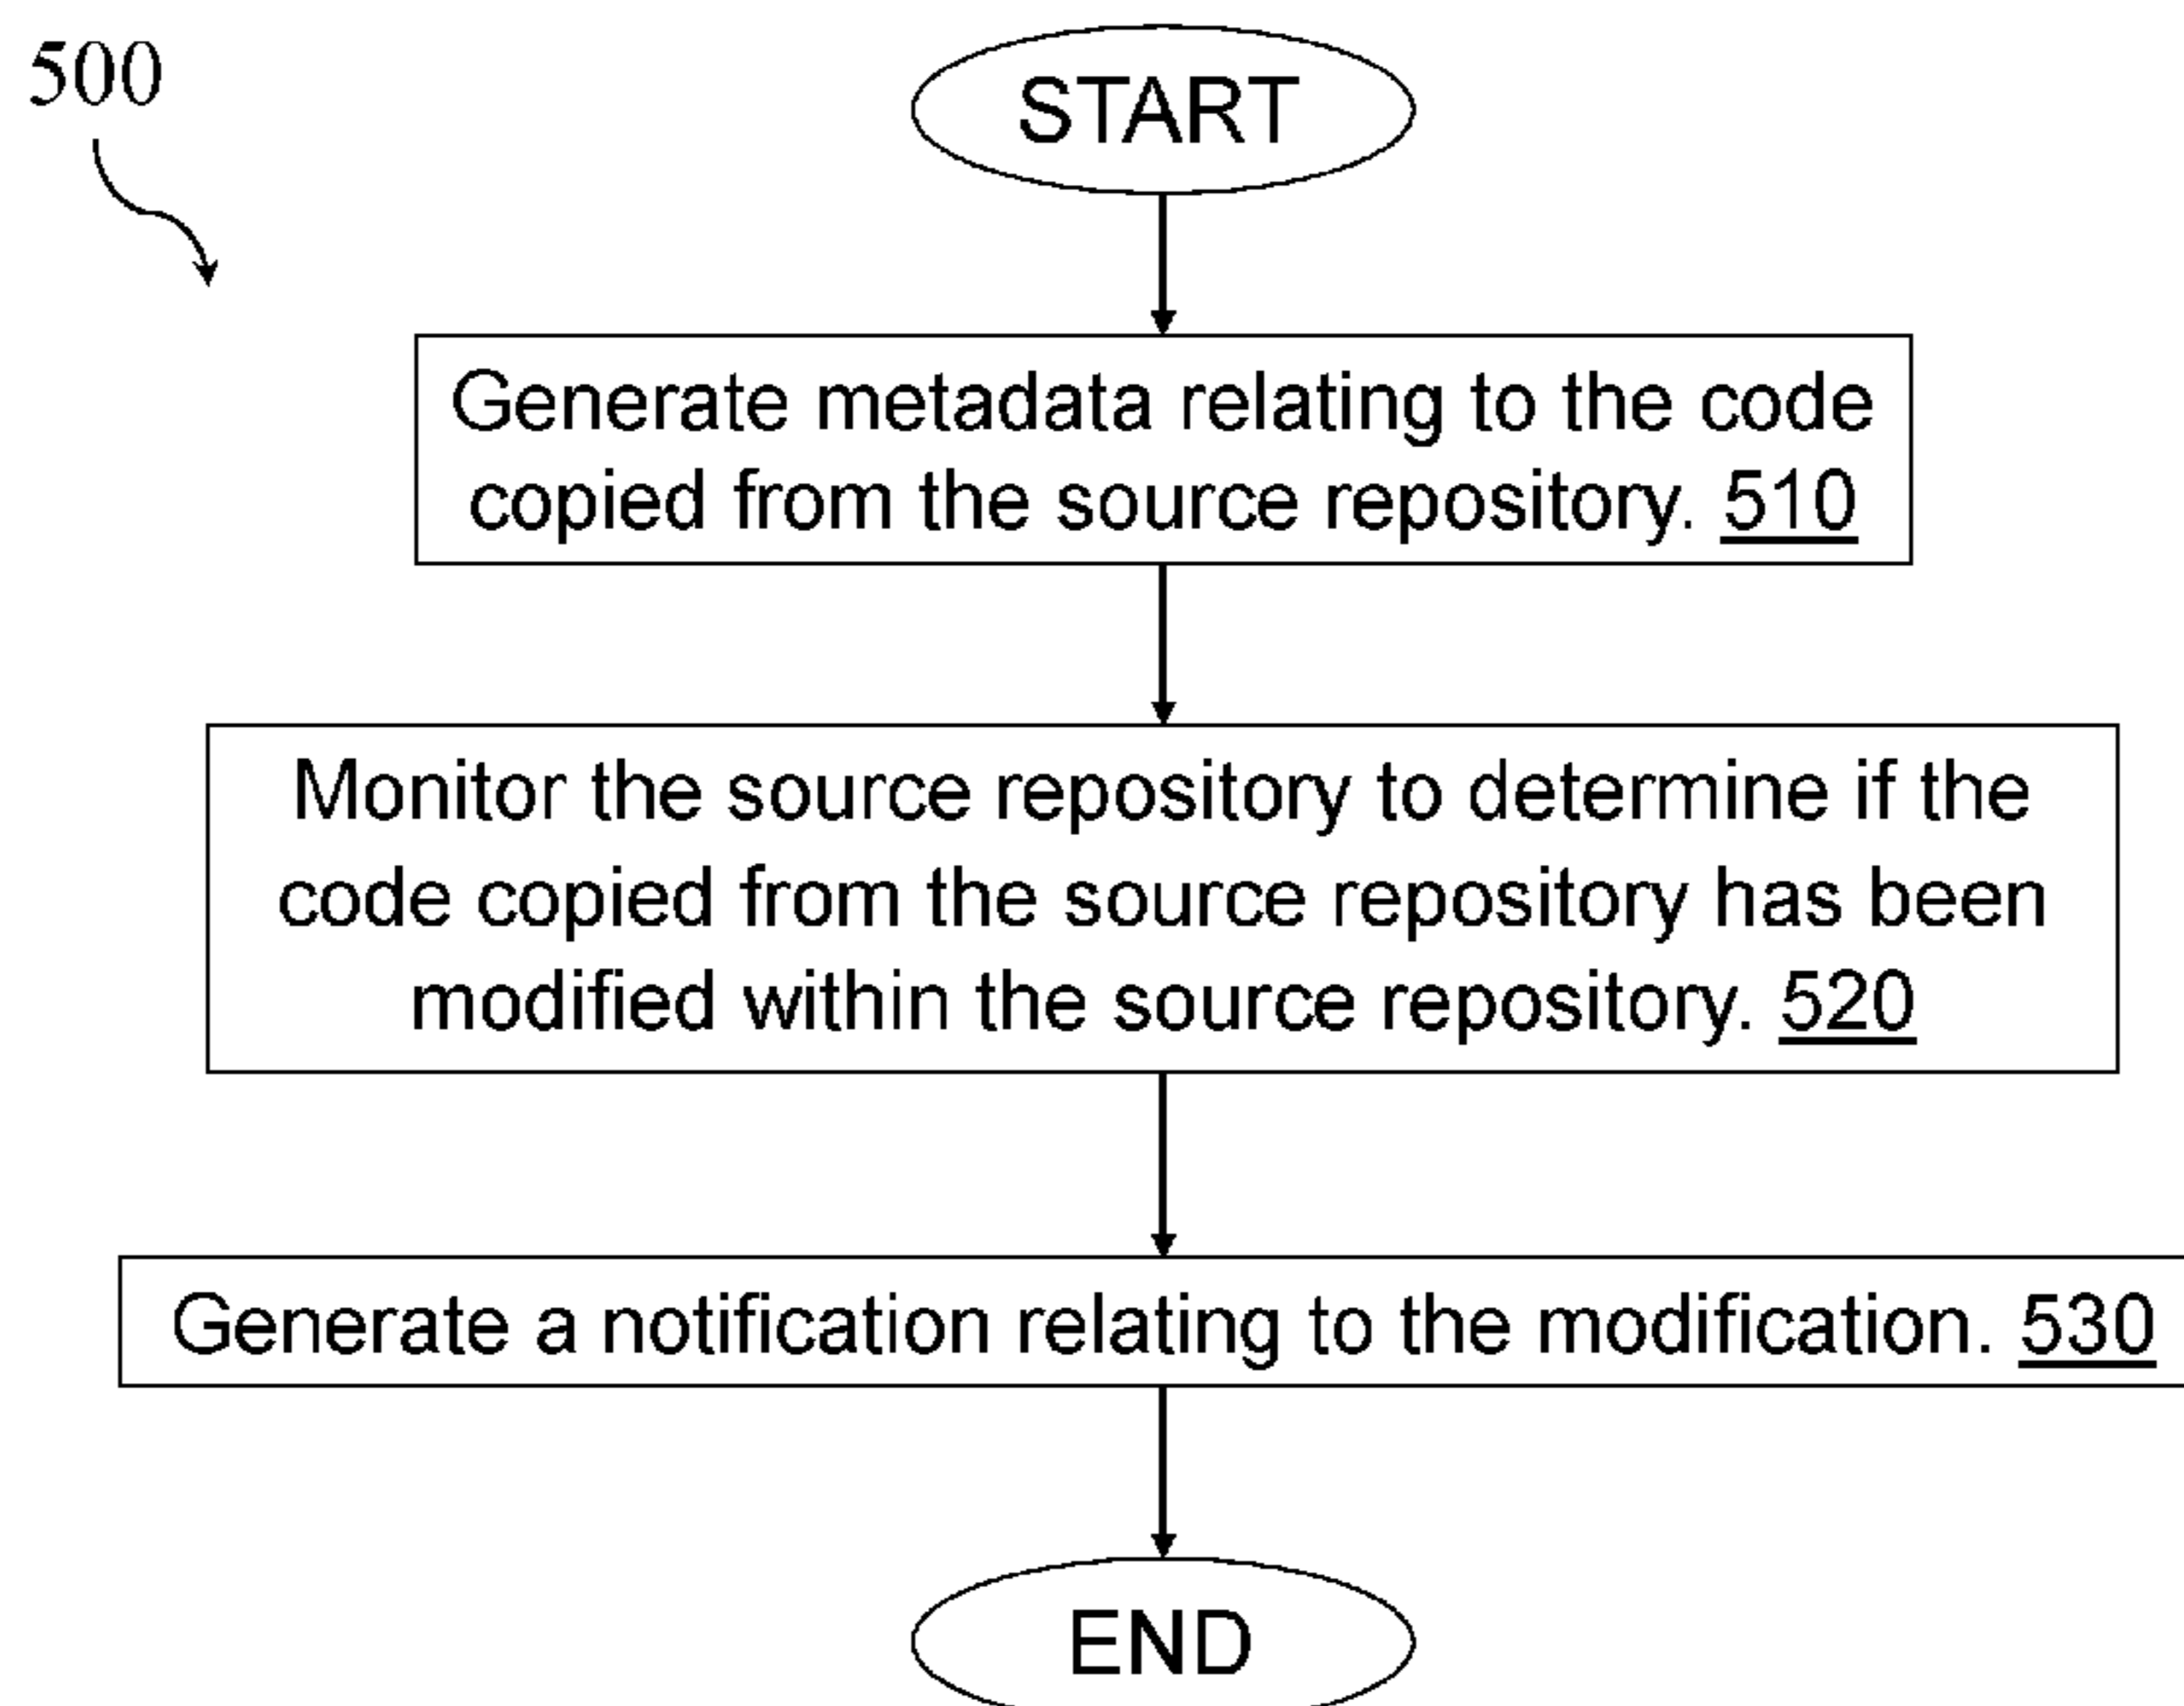 500
START
Generate metadata relating to the code
copied from the source repository. 510
Monitor the source repository to determine if the
code copied from the source repository has been
modified within the source repository. 520
Generate a notification relating to the modification. 530
END